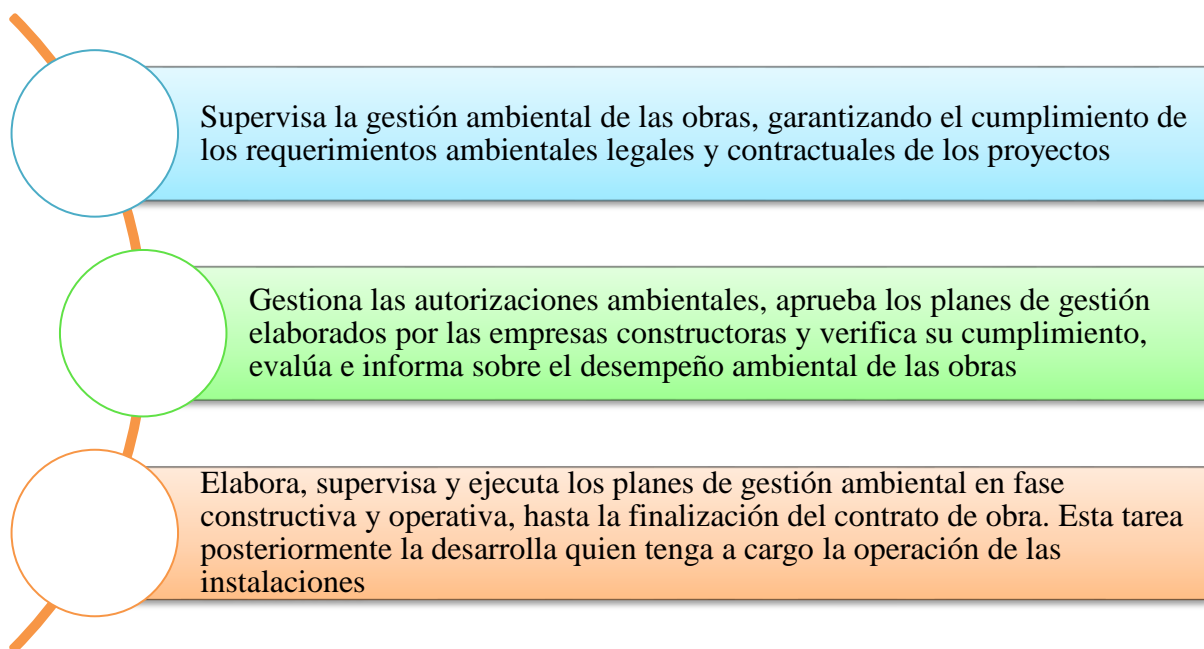 Supervisa la gestión ambiental de las obras, garantizando el cumplimiento de
los requerimientos ambientales legales y contractuales de los proyectos
Gestiona las autorizaciones ambientales, aprueba los planes de gestión
elaborados por las empresas constructoras y verifica su cumplimiento,
evalúa e informa sobre el desempeño ambiental de las obras
Elabora, supervisa y ejecuta los planes de gestión ambiental en fase
constructiva y operativa, hasta la finalización del contrato de obra. Esta tarea
posteriormente la desarrolla quien tenga a cargo la operación de las
instalaciones